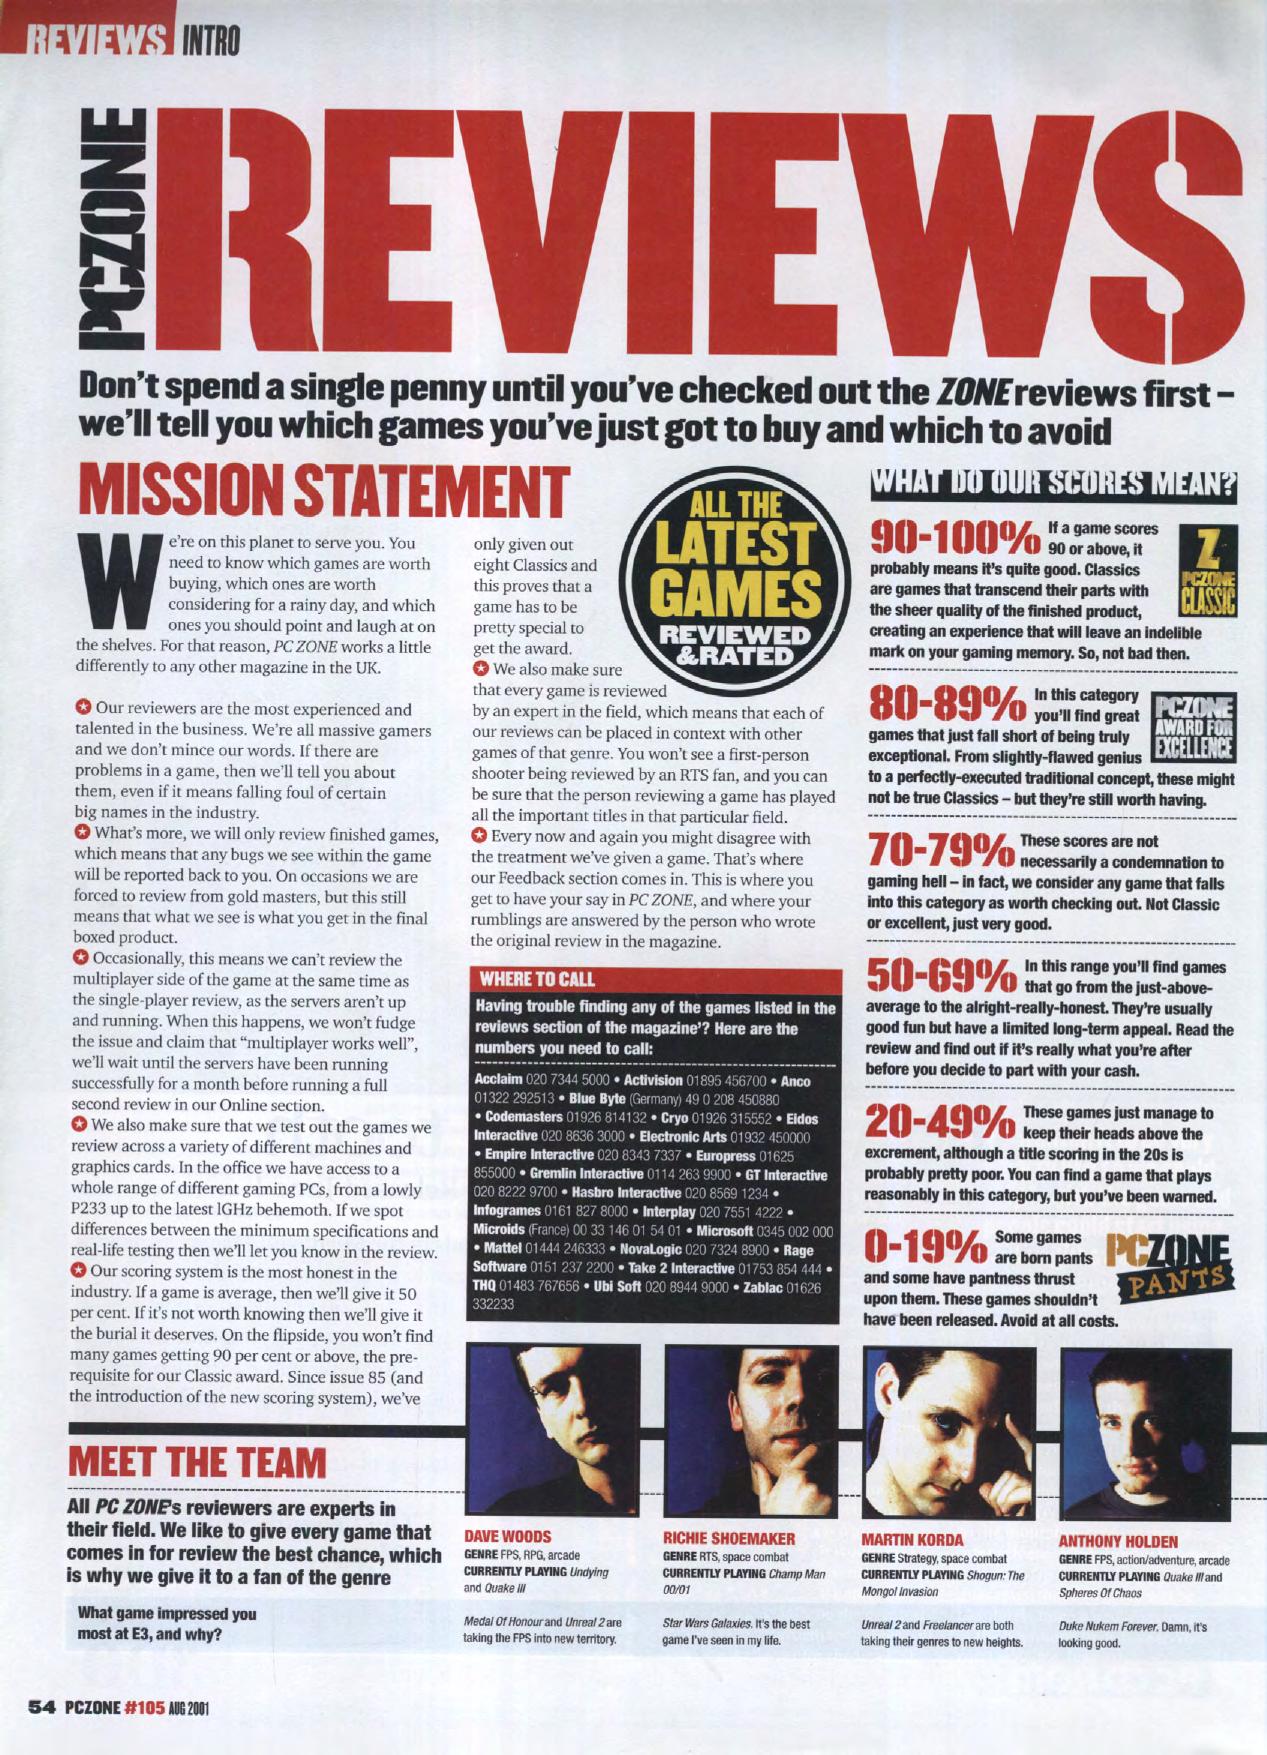 REVIEWS INTRO
PCZONE
REVIEWS
Don't spend a single penny until you've checked out the ZONE reviews first –
we'll tell you which games you've just got to buy and which to avoid
MISSION STATEMENT
We're on this planet to serve you. You
need to know which games are worth
buying, which ones are worth
considering for a rainy day, and which
ones you should point and laugh at on
the shelves. For that reason, PC ZONE works a little
differently to any other magazine in the UK.
Our reviewers are the most experienced and
talented in the business. We're all massive gamers
and we don't mince our words. If there are
problems in a game, then we'll tell you about
them, even if it means falling foul of certain
big names in the industry.
What's more, we will only review finished games,
which means that any bugs we see within the game
will be reported back to you. On occasions we are
forced to review from gold masters, but this still
means that what we see is what you get in the final
boxed product.
Occasionally, this means we can't review the
multiplayer side of the game at the same time as
the single-player review, as the servers aren't up
and running. When this happens, we won't fudge
the issue and claim that "multiplayer works well",
we'll wait until the servers have been running
successfully for a month before running a full
second review in our Online section.
We also make sure that we test out the games we
review across a variety of different machines and
graphics cards. In the office we have access to a
whole range of different gaming PCs, from a lowly
P233 up to the latest 1GHz behemoth. If we spot
differences between the minimum specifications and
real-life testing then we'll let you know in the review.
Our scoring system is the most honest in the
industry. If a game is average, then we'll give it 50
per cent. If it's not worth knowing then we'll give it
the burial it deserves. On the flipside, you won't find
many games getting 90 per cent or above, the pre-
requisite for our Classic award. Since issue 85 (and
the introduction of the new scoring system), we've
only given out
eight Classics and
this proves that a
game has to be
pretty special to
get the award.
We also make sure
that every game is reviewed
by an expert in the field, which means that each of
our reviews can be placed in context with other
games of that genre. You won't see a first-person
shooter being reviewed by an RTS fan, and you can
be sure that the person reviewing a game has played
all the important titles in that particular field.
Every now and again you might disagree with
the treatment we've given a game. That's where
our Feedback section comes in. This is where you
get to have your say in PC ZONE, and where your
rumblings are answered by the person who wrote
the original review in the magazine.
ALL THE
LATEST
GAMES
REVIEWED
& RATED
WHERE TO CALL
Having trouble finding any of the games listed in the
reviews section of the magazine'? Here are the
numbers you need to call:
Acclaim 020 7344 5000 • Activision 01895 456700 • Anco
01322 292513 • Blue Byte (Germany) 49 0 208 450880
• Codemasters 01926 814132 • Cryo 01926 315552 • Eidos
Interactive 020 8636 3000 • Electronic Arts 01932 450000
• Empire Interactive 020 8343 7337 • Europress 01625
855000 • Gremlin Interactive 0114 263 9900 • GT Interactive
020 8222 9700 • Hasbro Interactive 020 8569 1234 •
Infogrames 0161 827 8000 • Interplay 020 7551 4222 •
Microids (France) 00 33 146 01 54 01 • Microsoft 0345 002 000
• Mattel 01444 246333 • NovaLogic 020 7324 8900 • Rage
Software 0151 237 2200 • Take 2 Interactive 01753 854 444 •
THQ 01483 767656 • Ubi Soft 020 8944 9000 • Zablac 01626
332233
WHAT DO OUR SCORES MEAN?
90-100% If a game scores
90 or above, it
probably means it's quite good. Classics
are games that transcend their parts with
the sheer quality of the finished product,
creating an experience that will leave an indelible
mark on your gaming memory. So, not bad then.
Z
PCZONE
CLASSIC
80-89% In this category
you'll find great
games that just fall short of being truly
exceptional. From slightly-flawed genius
to a perfectly-executed traditional concept, these might
not be true Classics – but they're still worth having.
PCZONE
AWARD FOR
EXCELLENCE
70-79% These scores are not
necessarily a condemnation to
gaming hell – in fact, we consider any game that falls
into this category as worth checking out. Not Classic
or excellent, just very good.
50-69% In this range you'll find games
that go from the just-above-
average to the alright-really-honest. They're usually
good fun but have a limited long-term appeal. Read the
review and find out if it's really what you're after
before you decide to part with your cash.
20-49% These games just manage to
keep their heads above the
excrement, although a title scoring in the 20s is
probably pretty poor. You can find a game that plays
reasonably in this category, but you've been warned.
0-19% Some games
are born pants
and some have pantness thrust
upon them. These games shouldn't
have been released. Avoid at all costs.
PCZONE
PANTS
MEET THE TEAM
All PC ZONE's reviewers are experts in
their field. We like to give every game that
comes in for review the best chance, which
is why we give it to a fan of the genre
What game impressed you
most at E3, and why?
DAVE WOODS
GENRE FPS, RPG, arcade
CURRENTLY PLAYING Undying
and Quake III
Medal Of Honour and Unreal 2 are
taking the FPS into new territory.
RICHIE SHOEMAKER
GENRE RTS, space combat
CURRENTLY PLAYING Champ Man
00/01
Star Wars Galaxies. It's the best
game I've seen in my life.
MARTIN KORDA
GENRE Strategy, space combat
CURRENTLY PLAYING Shogun: The
Mongol Invasion
Unreal 2 and Freelancer are both
taking their genres to new heights.
ANTHONY HOLDEN
GENRE FPS, action/adventure, arcade
CURRENTLY PLAYING Quake III and
Spheres Of Chaos
Duke Nukem Forever. Damn, it's
looking good.
54 PCZONE #105 AUG 2001